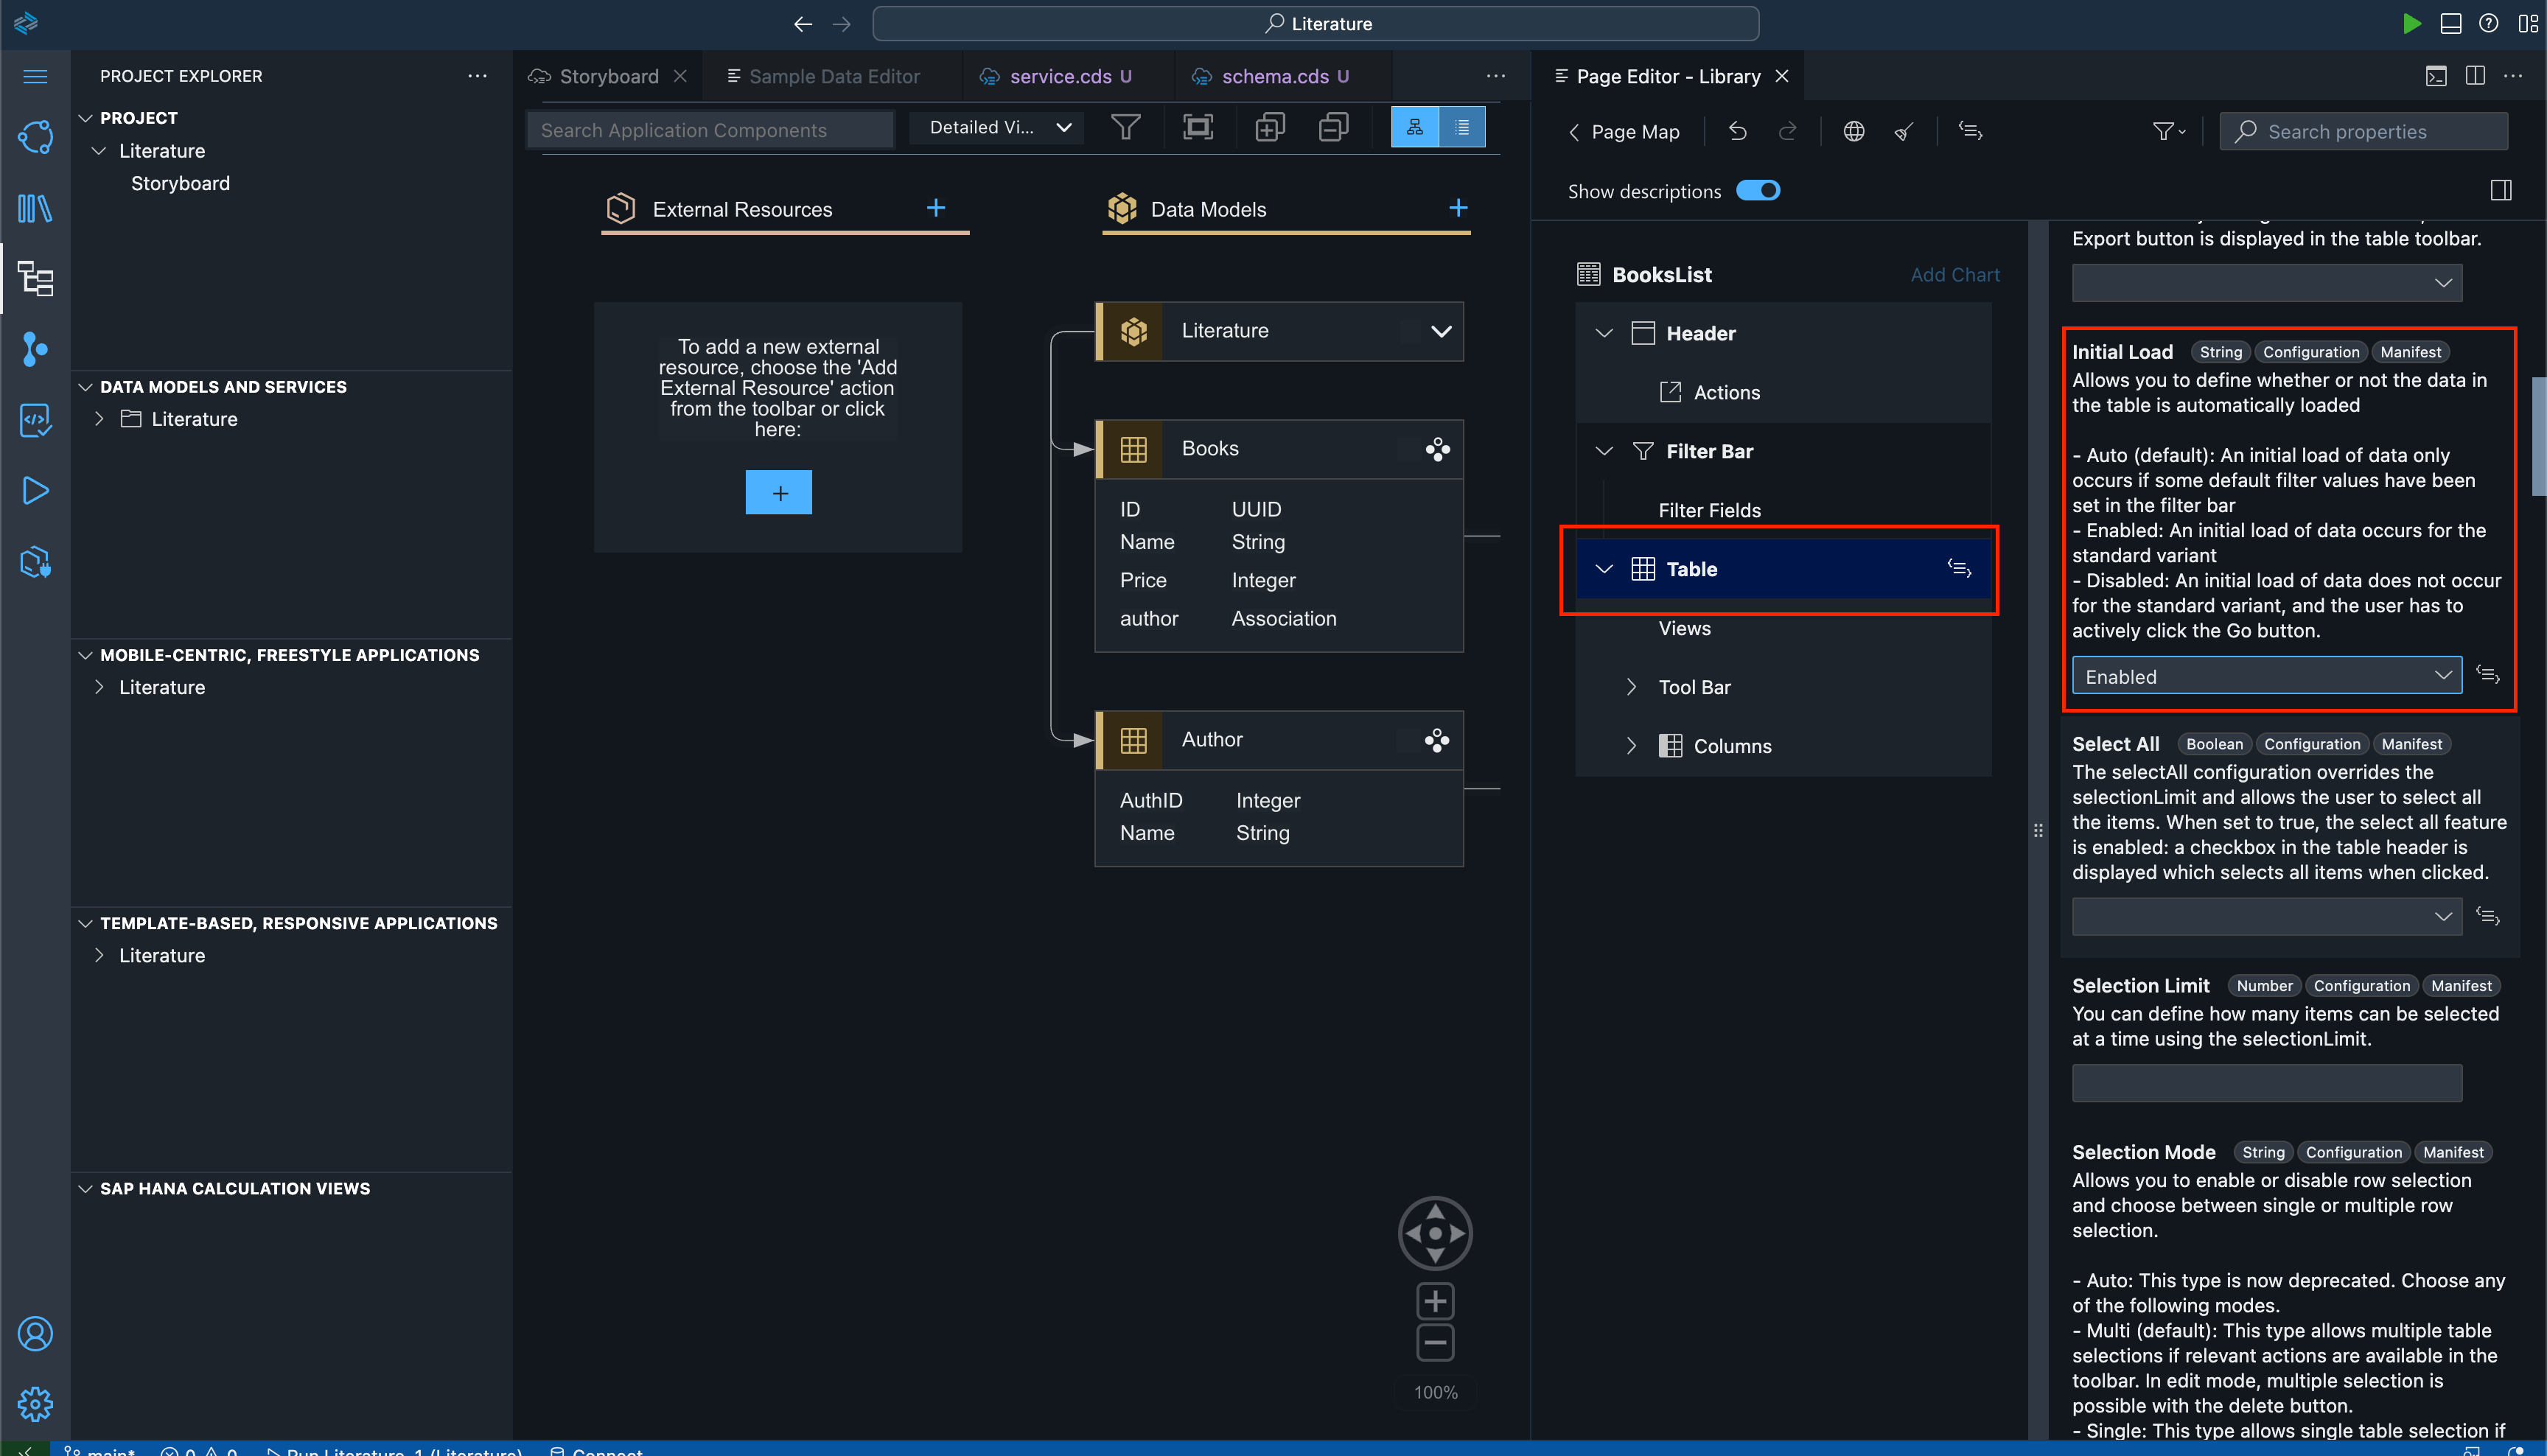 Literature
PROJECT EXPLORER
PROJECT
Literature
Storyboard
DATA MODELS AND SERVICES
Literature
MOBILE-CENTRIC, FREESTYLE APPLICATIONS
Literature
TEMPLATE-BASED, RESPONSIVE APPLICATIONS
Literature
SAP HANA CALCULATION VIEWS
Storyboard
Sample Data Editor
service.cds U
schema.cds U
Search Application Components
Detailed Vi...
External Resources
To add a new external
resource, choose the 'Add
External Resource' action
from the toolbar or click
here:
Data Models
Literature
Books
ID UUID
Name String
Price Integer
author Association
Author
AuthID Integer
Name String
100%
Page Editor - Library
Page Map
Search properties
Show descriptions
BooksList
Add Chart
Header
Actions
Filter Bar
Filter Fields
Table
Views
Tool Bar
Columns
Export button is displayed in the table toolbar.
Initial Load String Configuration Manifest
Allows you to define whether or not the data in
the table is automatically loaded
- Auto (default): An initial load of data only
occurs if some default filter values have been
set in the filter bar
- Enabled: An initial load of data occurs for the
standard variant
- Disabled: An initial load of data does not occur
for the standard variant, and the user has to
actively click the Go button.
Enabled
Select All Boolean Configuration Manifest
The selectAll configuration overrides the
selectionLimit and allows the user to select all
the items. When set to true, the select all feature
is enabled: a checkbox in the table header is
displayed which selects all items when clicked.
Selection Limit Number Configuration Manifest
You can define how many items can be selected
at a time using the selectionLimit.
Selection Mode String Configuration Manifest
Allows you to enable or disable row selection
and choose between single or multiple row
selection.
- Auto: This type is now deprecated. Choose any
of the following modes.
- Multi (default): This type allows multiple table
selections if relevant actions are available in the
toolbar. In edit mode, multiple selection is
possible with the delete button.
- Single: This type allows single table selection if
main* 0 0 Run Literature-1 (Literature) Connect